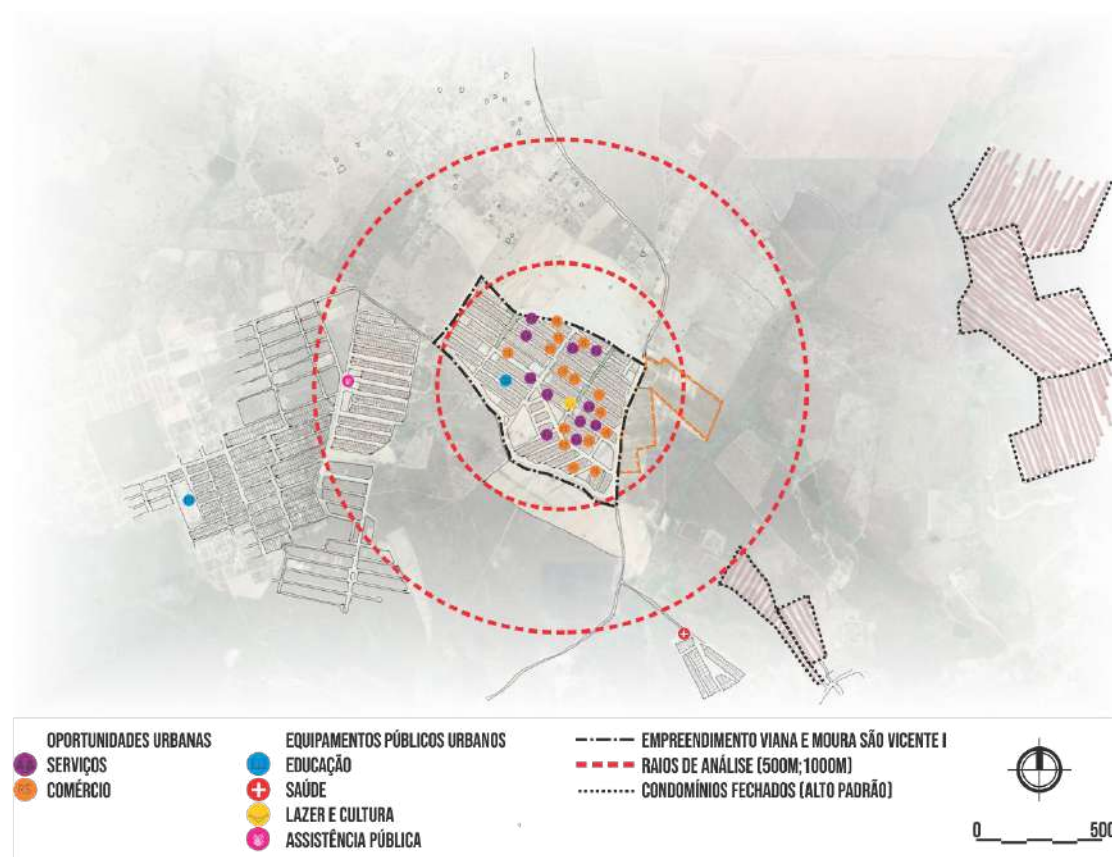 OPORTUNIDADES URBANAS
SERVIÇOS
COMÉRCIO
EQUIPAMENTOS PÚBLICOS URBANOS
EDUCAÇÃO
SAÚDE
LAZER E CULTURA
ASSISTÊNCIA PÚBLICA
EMPREENDIMENTO VIANA E MOURA SÃO VICENTE I
RAIOS DE ANÁLISE (500M;1000M)
CONDOMÍNIOS FECHADOS (ALTO PADRÃO)
0 500